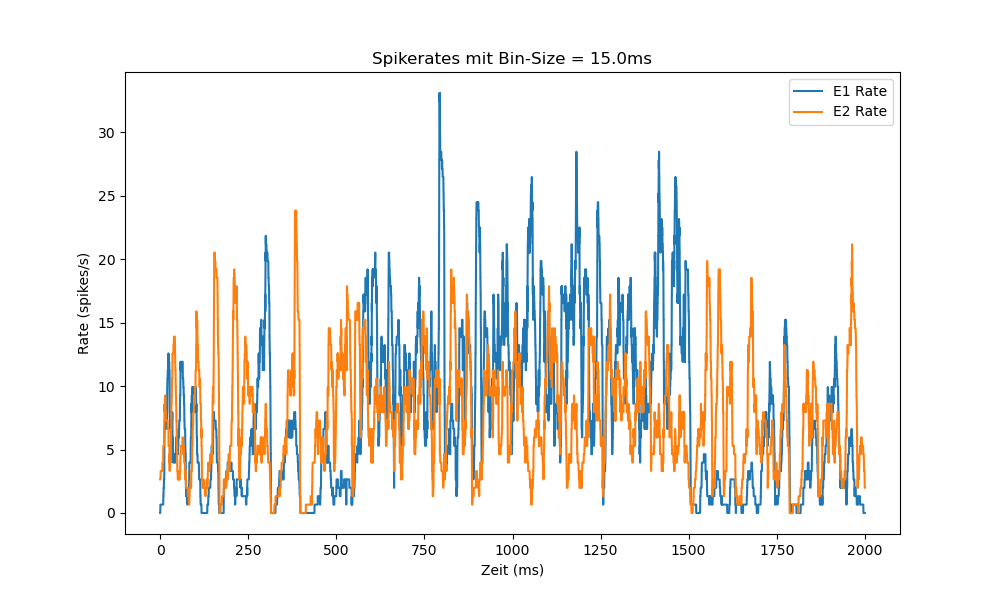 Spikerates mit Bin-Size = 15.0ms
E1 Rate
E2 Rate
Rate (spikes/s)
30
25
20
15
10
5
0
0 250 500 750 1000 1250 1500 1750 2000
Zeit (ms)